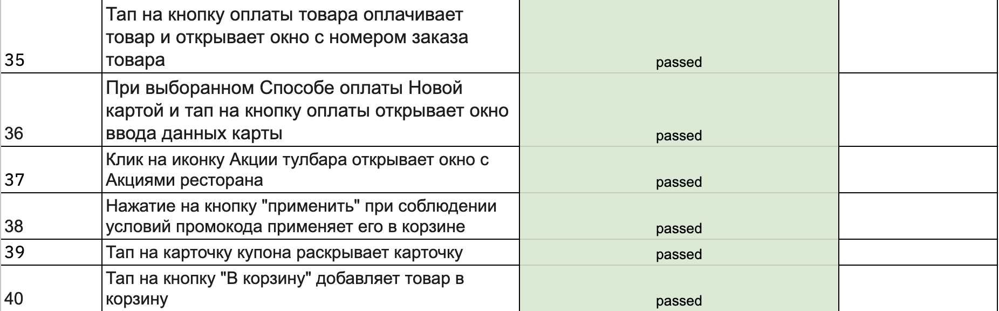 Тап на кнопку оплаты товара оплачивает
товар и открывает окно с номером заказа
35 товара passed
При выборанном Способе оплаты Новой
картой и тап на кнопку оплаты открывает окно
36 ввода данных карты passed
Клик на иконку Акции тулбара открывает окно с
37 Акциями ресторана passed
Нажатие на кнопку "применить" при соблюдении
38 условий промокода применяет его в корзине passed
39 Тап на карточку купона раскрывает карточку passed
Тап на кнопку "В корзину" добавляет товар в
40 корзину passed